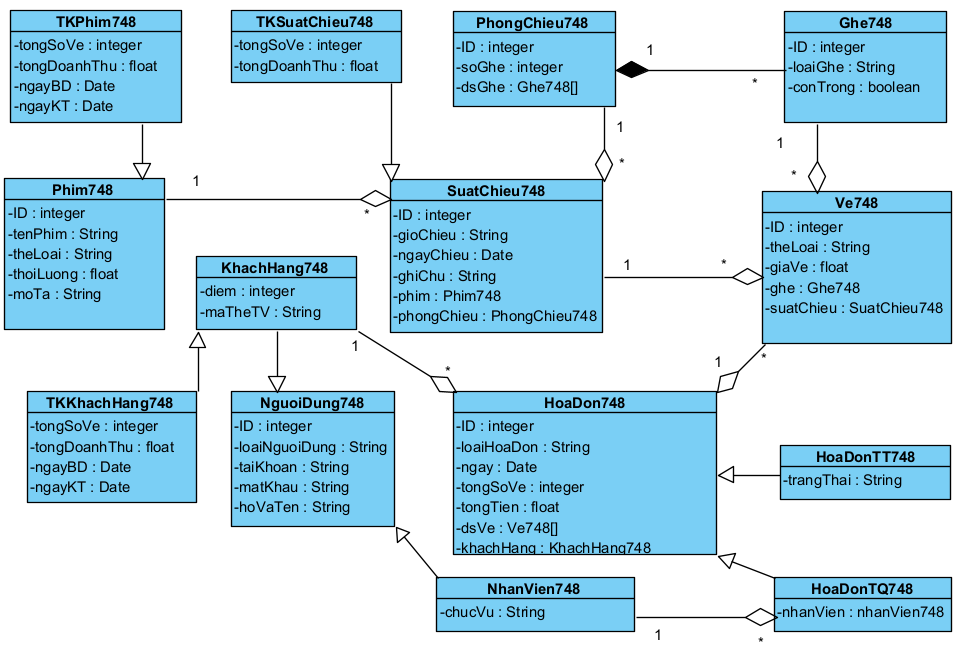 TKPhim748
-tongSoVe : integer
-tongDoanhThu : float
-ngayBD : Date
-ngayKT : Date
TKSuatChieu748
-tongSoVe : integer
-tongDoanhThu : float
PhongChieu748
-ID : integer
-soGhe : integer
-dsGhe : Ghe748[]
1
*
Ghe748
-ID : integer
-loaiGhe : String
-conTrong : boolean
1
*
1
*
Phim748
-ID : integer
-tenPhim : String
-theLoai : String
-thoiLuong : float
-moTa : String
1
*
SuatChieu748
-ID : integer
-gioChieu : String
-ngayChieu : Date
-ghiChu : String
-phim : Phim748
-phongChieu : PhongChieu748
1
*
Ve748
-ID : integer
-theLoai : String
-giaVe : float
-ghe : Ghe748
-suatChieu : SuatChieu748
KhachHang748
-diem : integer
-maTheTV : String
1
*
1
*
TKKhachHang748
-tongSoVe : integer
-tongDoanhThu : float
-ngayBD : Date
-ngayKT : Date
NguoiDung748
-ID : integer
-loaiNguoiDung : String
-taiKhoan : String
-matKhau : String
-hoVaTen : String
HoaDon748
-ID : integer
-loaiHoaDon : String
-ngay : Date
-tongSoVe : integer
-tongTien : float
-dsVe : Ve748[]
-khachHang : KhachHang748
HoaDonTT748
-trangThai : String
NhanVien748
-chucVu : String
1
*
HoaDonTQ748
-nhanVien : nhanVien748